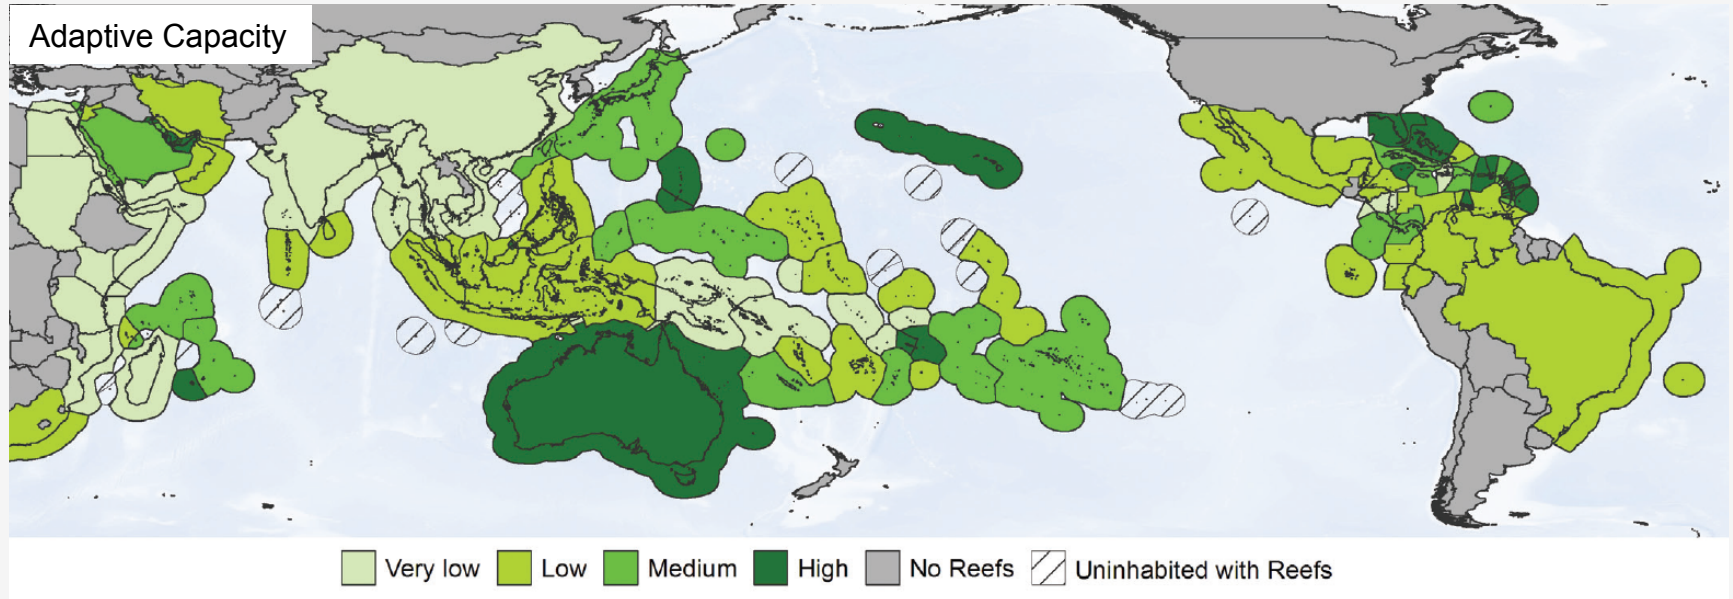 Adaptive Capacity
Very low Low Medium High No Reefs Uninhabited with Reefs